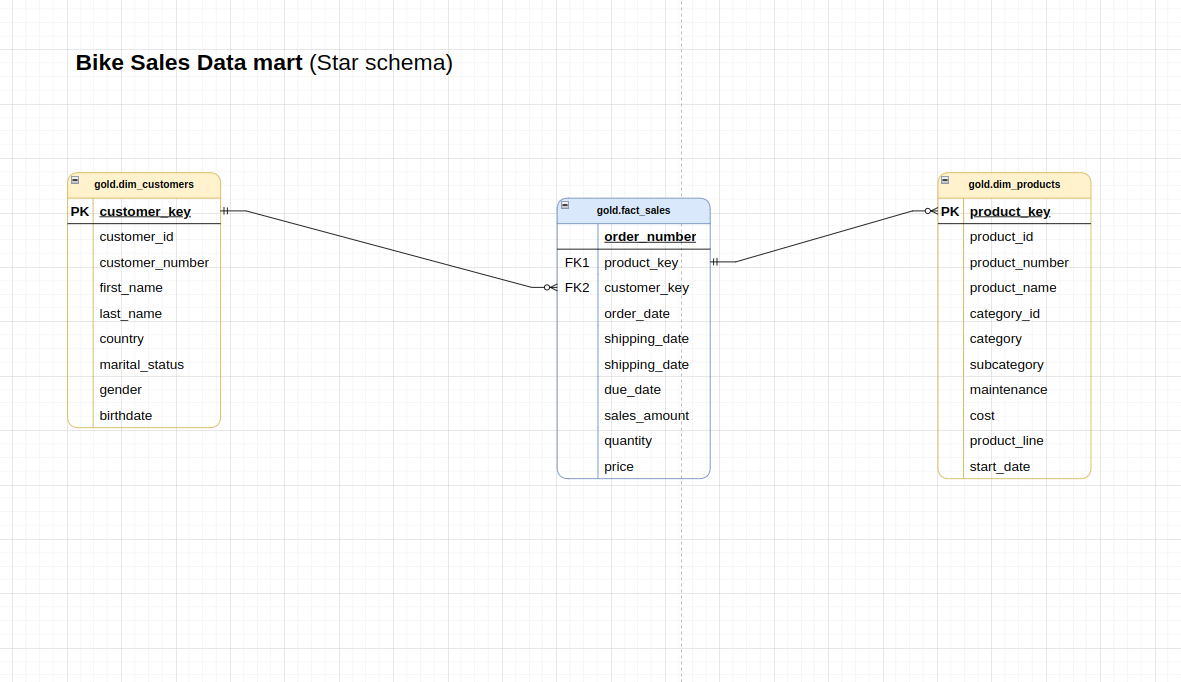 Bike Sales Data mart (Star schema)
gold.dim_customers
PK customer_key
customer_id
customer_number
first_name
last_name
country
marital_status
gender
birthdate
gold.fact_sales
order_number
FK1 product_key
FK2 customer_key
order_date
shipping_date
shipping_date
due_date
sales_amount
quantity
price
gold.dim_products
PK product_key
product_id
product_number
product_name
category_id
category
subcategory
maintenance
cost
product_line
start_date